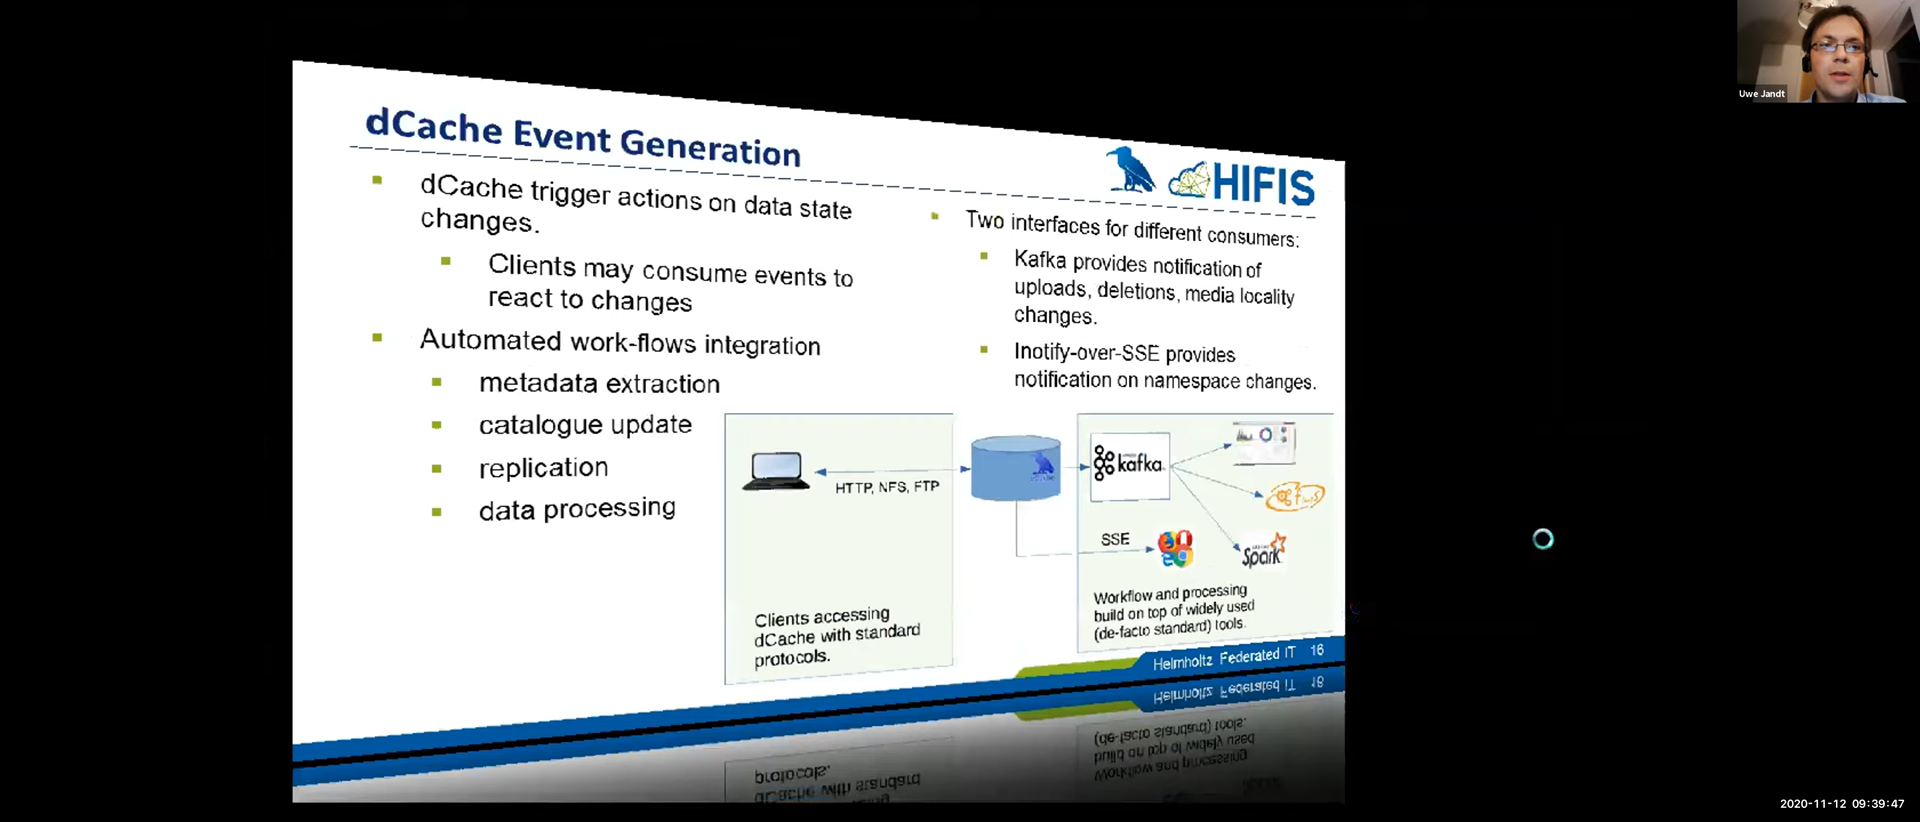 Uwe Jandt
dCache Event Generation
HIFIS
dCache trigger actions on data state
changes.
Clients may consume events to
react to changes
Automated work-flows integration
metadata extraction
catalogue update
replication
data processing
Two interfaces for different consumers:
Kafka provides notification of
uploads, deletions, media locality
changes.
Inotify-over-SSE provides
notification on namespace changes.
HTTP, NFS, FTP
kafka
SSE
Spark
Clients accessing
dCache with standard
protocols.
Workflow and processing
build on top of widely used
(de-facto standard) tools.
Helmholtz Federated IT 16
2020-11-12 09:39:47